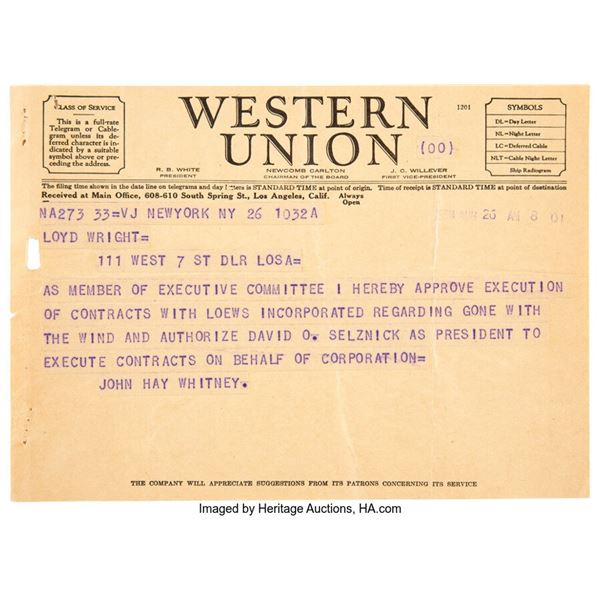 CLASS OF SERVICE
This is a full-rate
Telegram or Cable-
gram unless its de-
ferred character is in-
dicated by a suitable
symbol above or pre-
ceding the address.
WESTERN
UNION
1201
(00)
R. B. WHITE
PRESIDENT
NEWCOMB CARLTON
CHAIRMAN OF THE BOARD
J. C. WILLEVER
FIRST VICE-PRESIDENT
SYMBOLS
DL=Day Letter
NL=Night Letter
LC=Deferred Cable
NLT=Cable Night Letter
Ship Radiogram
The filing time shown in the date line on telegrams and day letters is STANDARD TIME at point of origin. Time of receipt is STANDARD TIME at point of destination
Received at Main Office, 608-610 South Spring St., Los Angeles, Calif. Always Open
NA273 33=VJ NEWYORK NY 26 1032A
26 AM 8 01
LOYD WRIGHT=
111 WEST 7 ST DLR LOSA=
AS MEMBER OF EXECUTIVE COMMITTEE I HEREBY APPROVE EXECUTION
OF CONTRACTS WITH LOEWS INCORPORATED REGARDING GONE WITH
THE WIND AND AUTHORIZE DAVID O. SELZNICK AS PRESIDENT TO
EXECUTE CONTRACTS ON BEHALF OF CORPORATION=
JOHN HAY WHITNEY.
THE COMPANY WILL APPRECIATE SUGGESTIONS FROM ITS PATRONS CONCERNING ITS SERVICE
Imaged by Heritage Auctions, HA.com